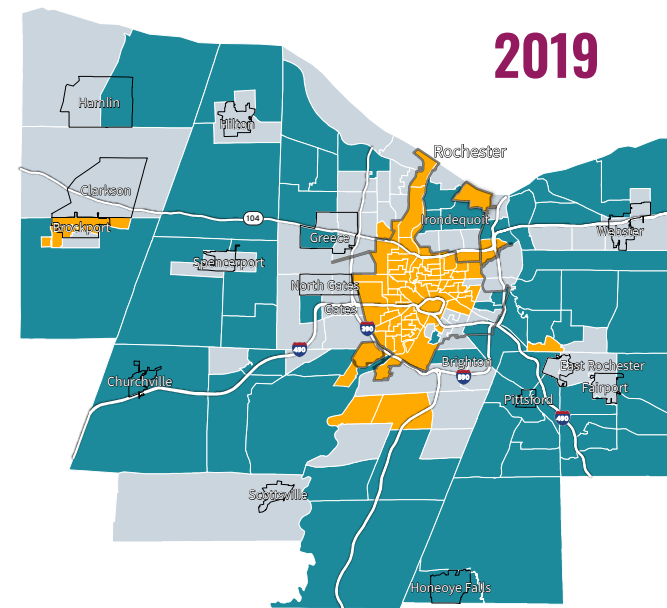 2019
Hamlin
Hilton
Rochester
Clarkson
Irondequoit
104
Brockport
Greece
Webster
Spencerport
North Gates
Gates
390
490
Brighton
East Rochester
590
Churchville
Fairport
Pittsford
490
Scottsville
Honeoye Falls